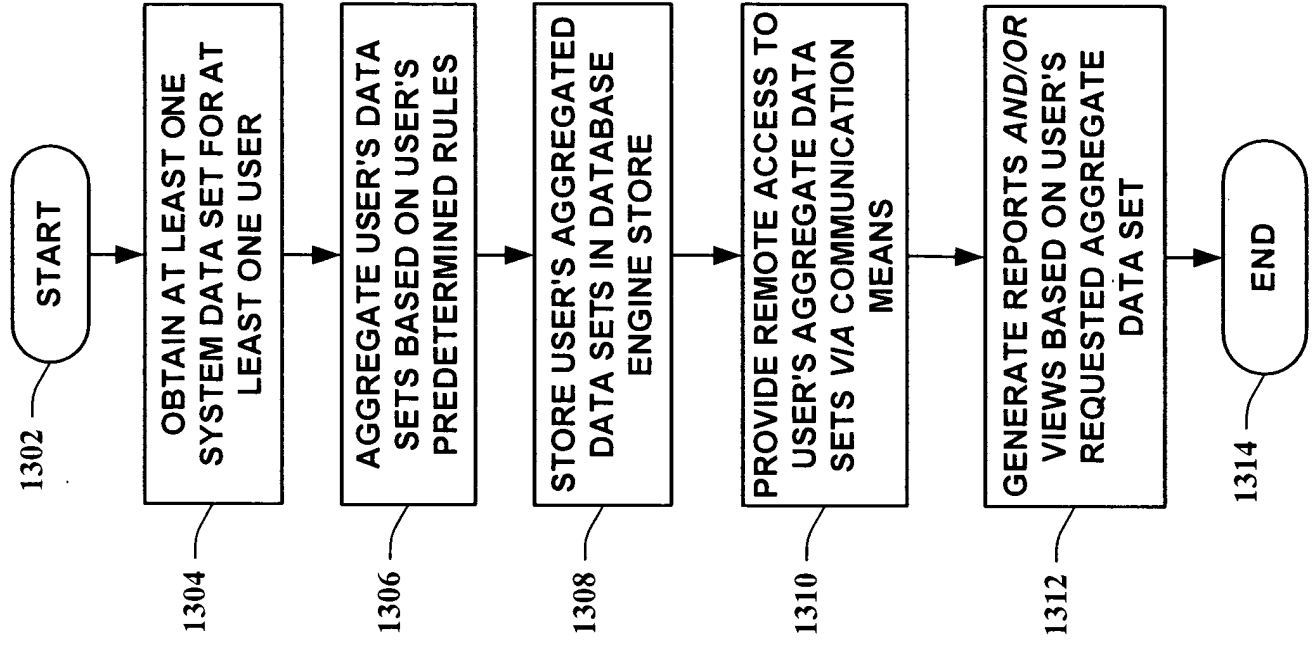 START
1302
OBTAIN AT LEAST ONE
SYSTEM DATA SET FOR AT
LEAST ONE USER
1304
AGGREGATE USER'S DATA
SETS BASED ON USER'S
PREDETERMINED RULES
1306
STORE USER'S AGGREGATED
DATA SETS IN DATABASE
ENGINE STORE
1308
PROVIDE REMOTE ACCESS TO
USER'S AGGREGATE DATA
SETS VIA COMMUNICATION
MEANS
1310
GENERATE REPORTS AND/OR
VIEWS BASED ON USER'S
REQUESTED AGGREGATE
DATA SET
1312
END
1314